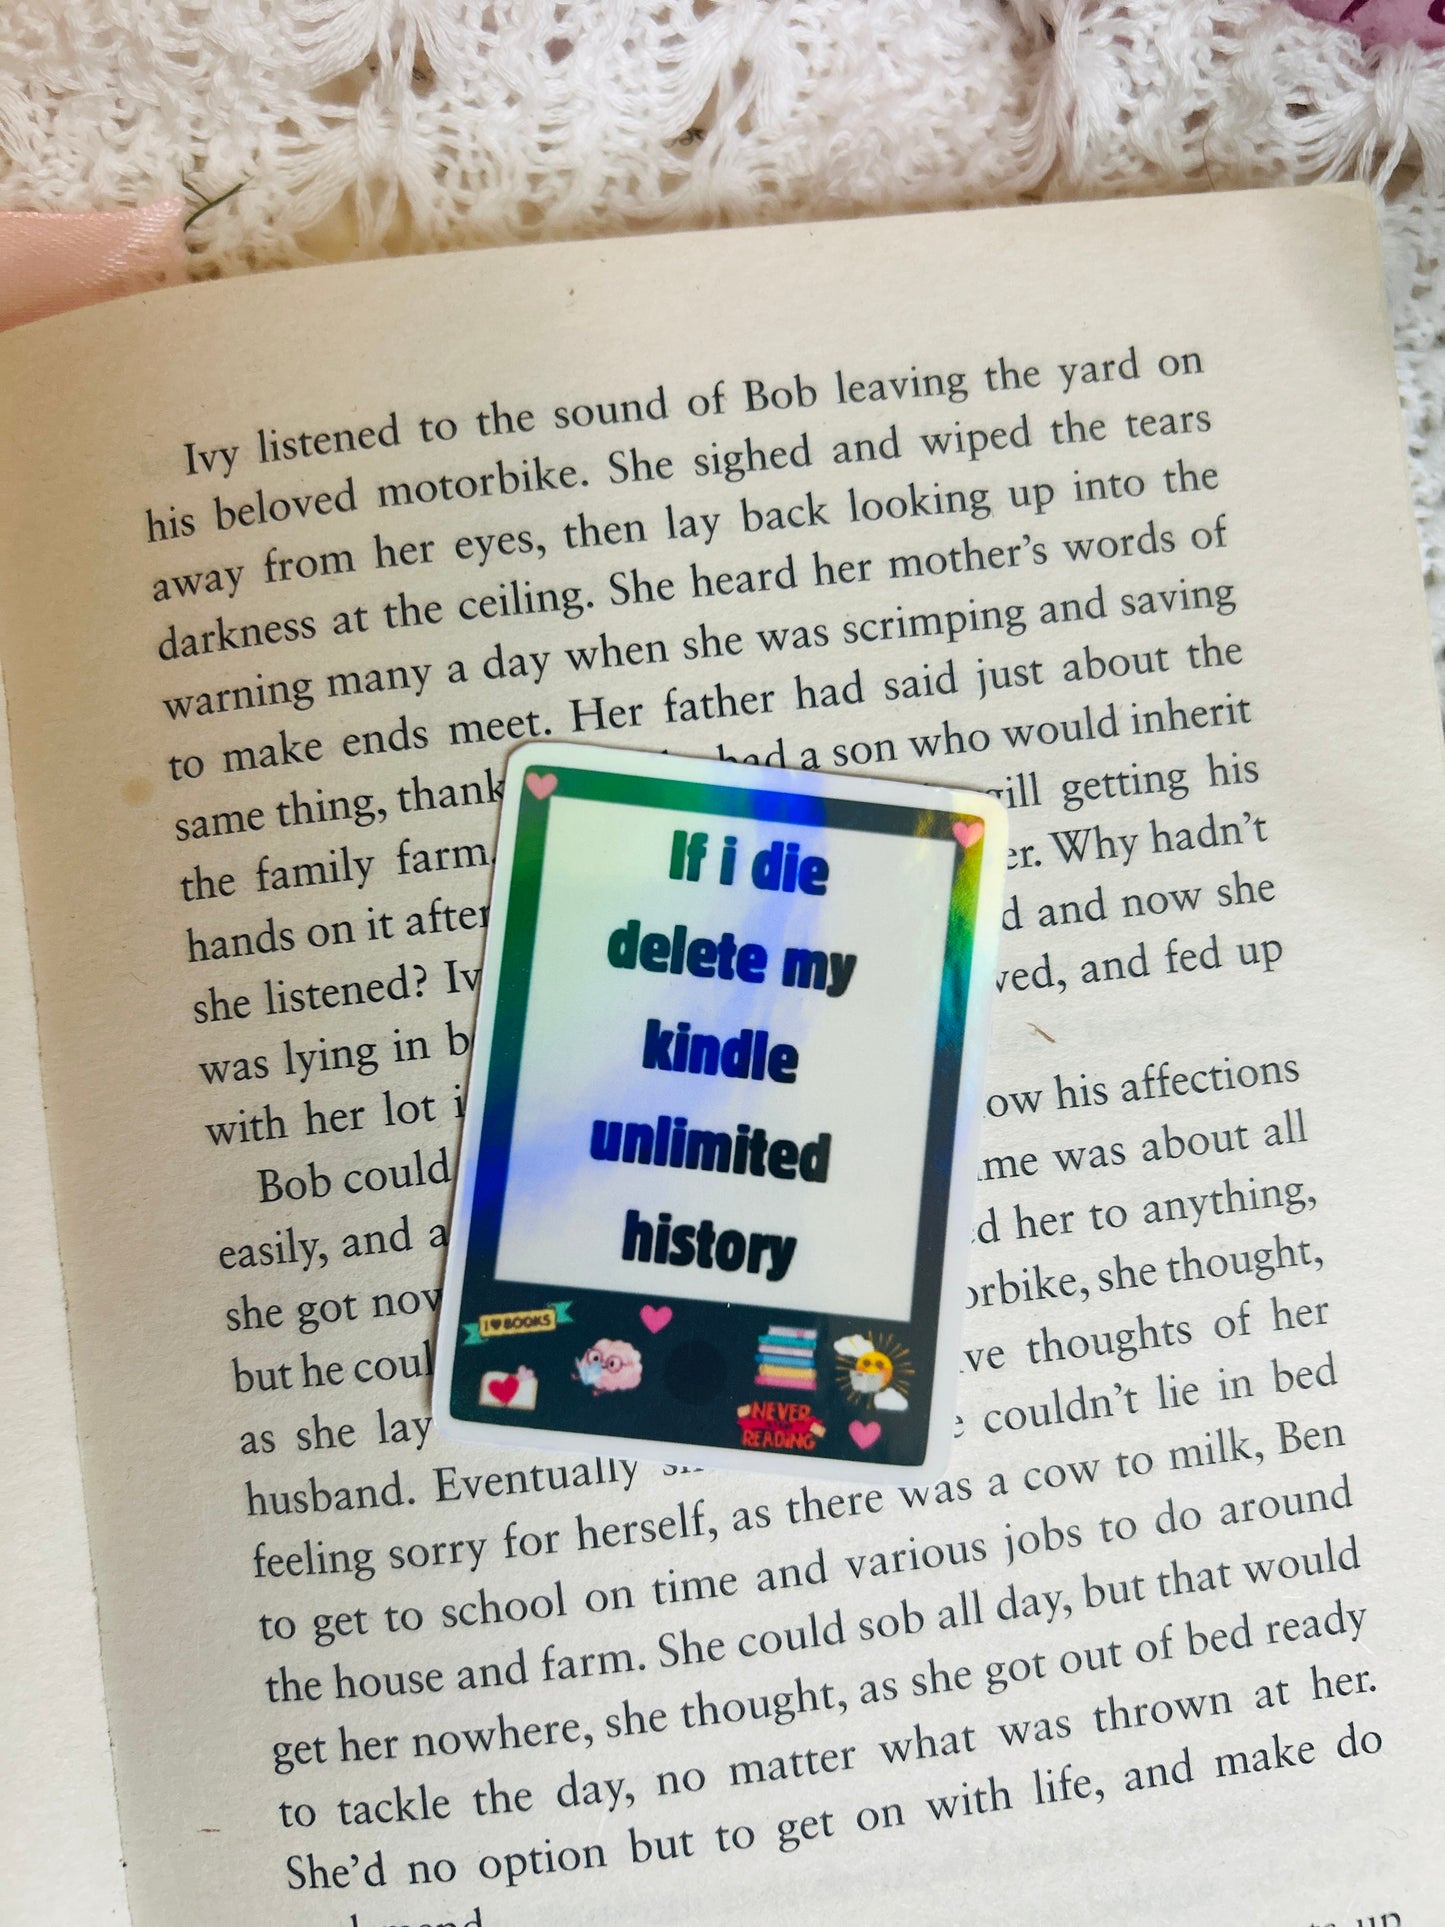 Ivy listened to the sound of Bob leaving the yard on
his beloved motorbike. She sighed and wiped the tears
away from her eyes, then lay back looking up into the
darkness at the ceiling. She heard her mother's words of
warning many a day when she was scrimping and saving
to make ends meet. Her father had said just about the
same thing, thank had a son who would inherit
the family farm, gill getting his
hands on it after er. Why hadn't
she listened? Iv d and now she
was lying in b ved, and fed up
with her lot i
Bob could ow his affections
easily, and a me was about all
she got nov d her to anything,
but he coul orbike, she thought,
as she lay ve thoughts of her
husband. Eventually e couldn't lie in bed
feeling sorry for herself, as there was a cow to milk, Ben
to get to school on time and various jobs to do around
the house and farm. She could sob all day, but that would
get her nowhere, she thought, as she got out of bed ready
to tackle the day, no matter what was thrown at her.
She'd no option but to get on with life, and make do
up
If i die
delete my
kindle
unlimited
history
I ♥ BOOKS
NEVER
READING